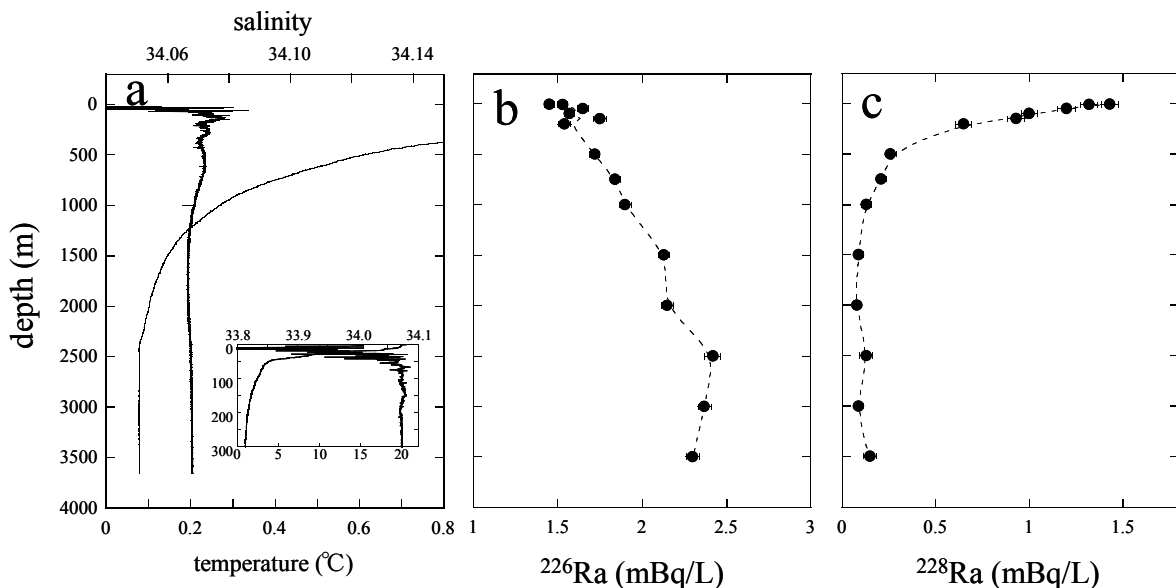 salinity
34.06 34.10 34.14
a b c
0
500
1000
1500
2000
2500
3000
3500
4000
depth (m)
33.8 33.9 34.0 34.1
0
100
200
300
0 5 10 15 20
0 0.2 0.4 0.6 0.8
temperature (℃)
1 1.5 2 2.5 3
226Ra (mBq/L)
0 0.5 1 1.5
228Ra (mBq/L)